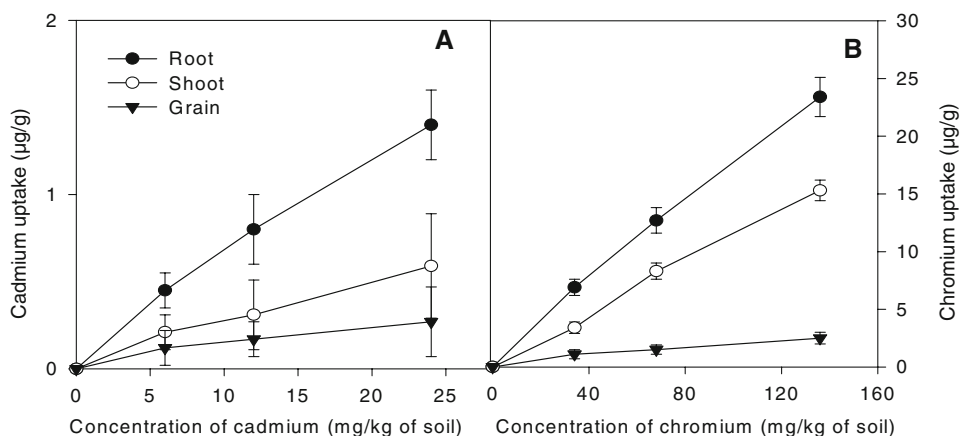 A
B
Root
Shoot
Grain
Cadmium uptake (µg/g)
2
1
0
0 5 10 15 20 25
Concentration of cadmium (mg/kg of soil)
Chromium uptake (µg/g)
30
25
20
15
10
5
0
0 40 80 120 160
Concentration of chromium (mg/kg of soil)